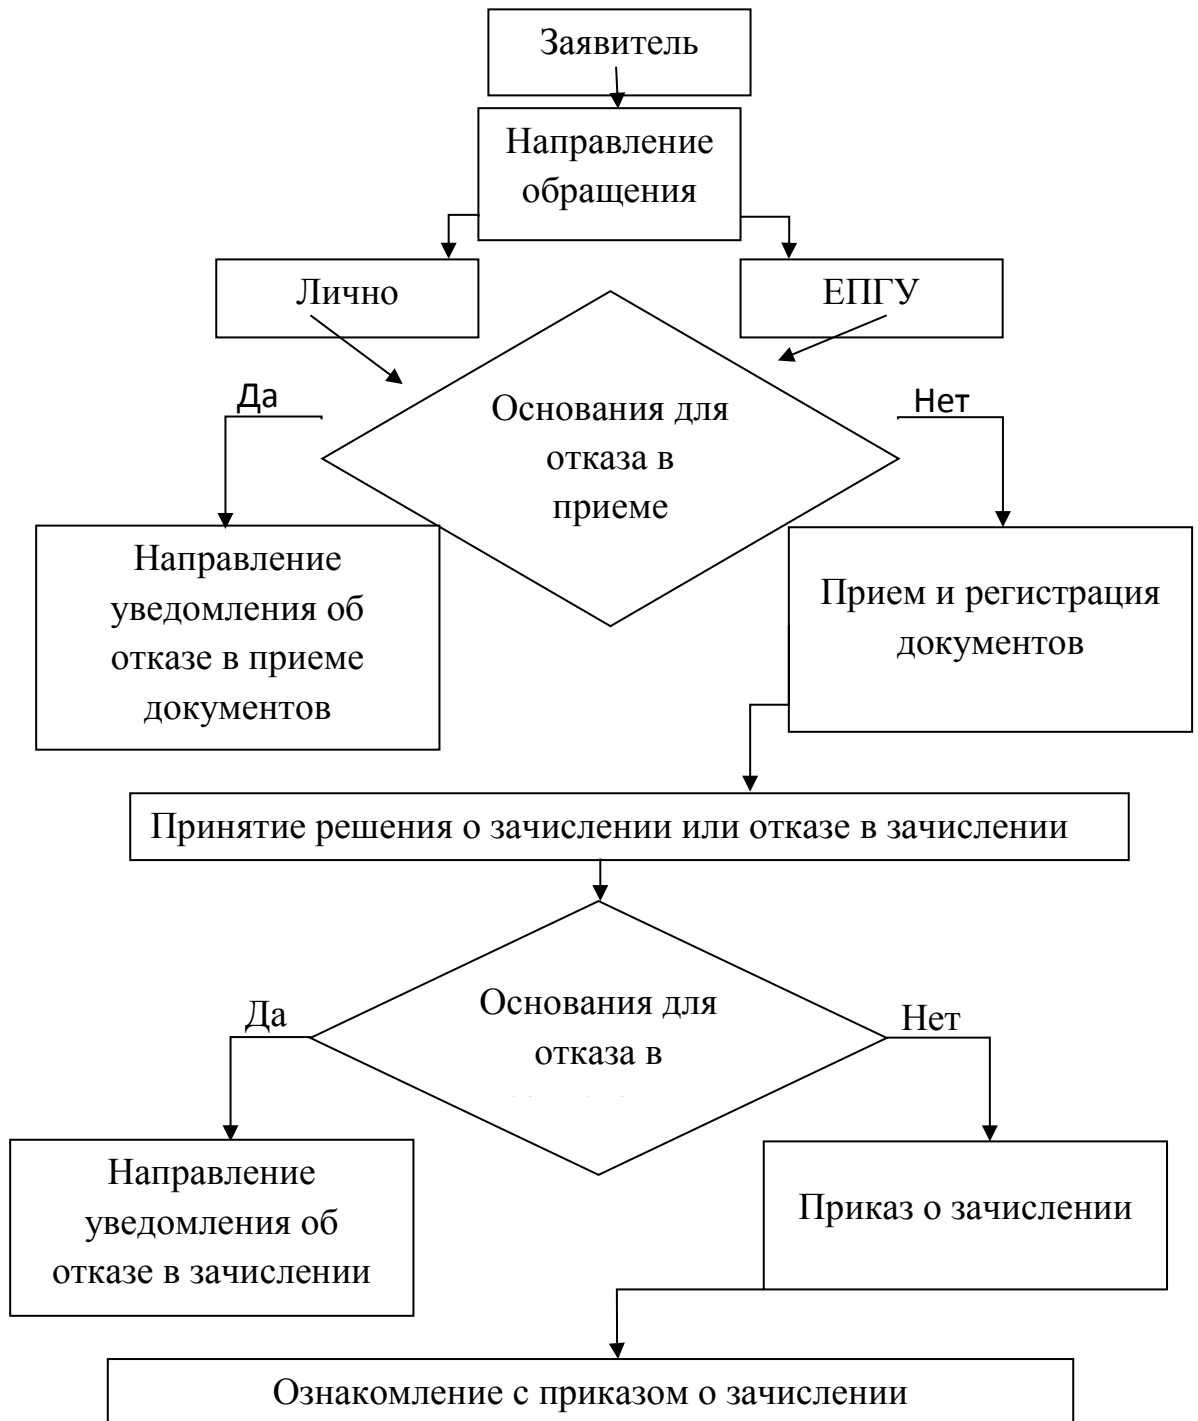 Заявитель
Направление
обращения
Лично
ЕПГУ
Да
Нет
Основания для
отказа в
приеме
Направление
уведомления об
отказе в приеме
документов
Прием и регистрация
документов
Принятие решения о зачислении или отказе в зачислении
Да
Нет
Основания для
отказа в
Направление
уведомления об
отказе в зачислении
Приказ о зачислении
Ознакомление с приказом о зачислении